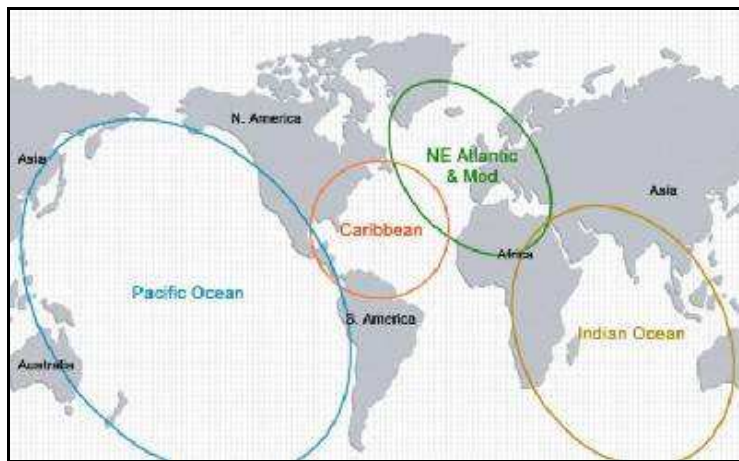 N. America
NE Atlantic
& Med
Asia
Asia
Caribbean
Africa
Pacific Ocean
S. America
Indian Ocean
Australia